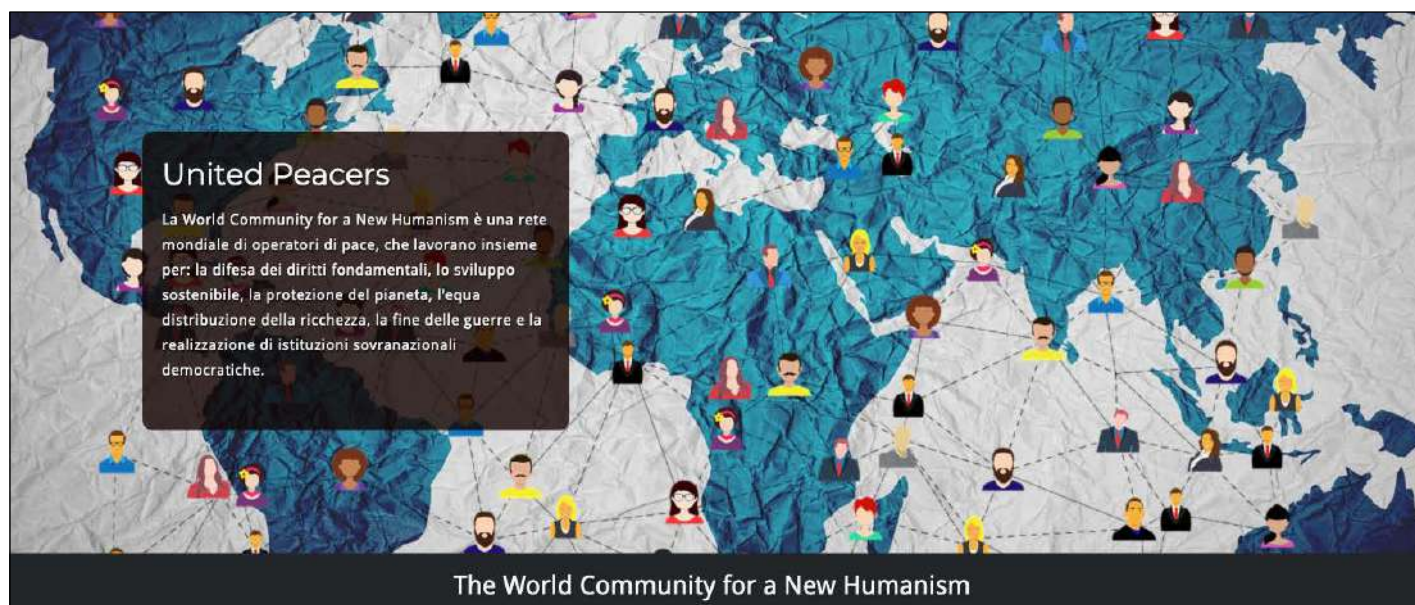 United Peacers
La World Community for a New Humanism è una rete
mondiale di operatori di pace, che lavorano insieme
per: la difesa dei diritti fondamentali, lo sviluppo
sostenibile, la protezione del pianeta, l'equa
distribuzione della ricchezza, la fine delle guerre e la
realizzazione di istituzioni sovranazionali
democratiche.
The World Community for a New Humanism